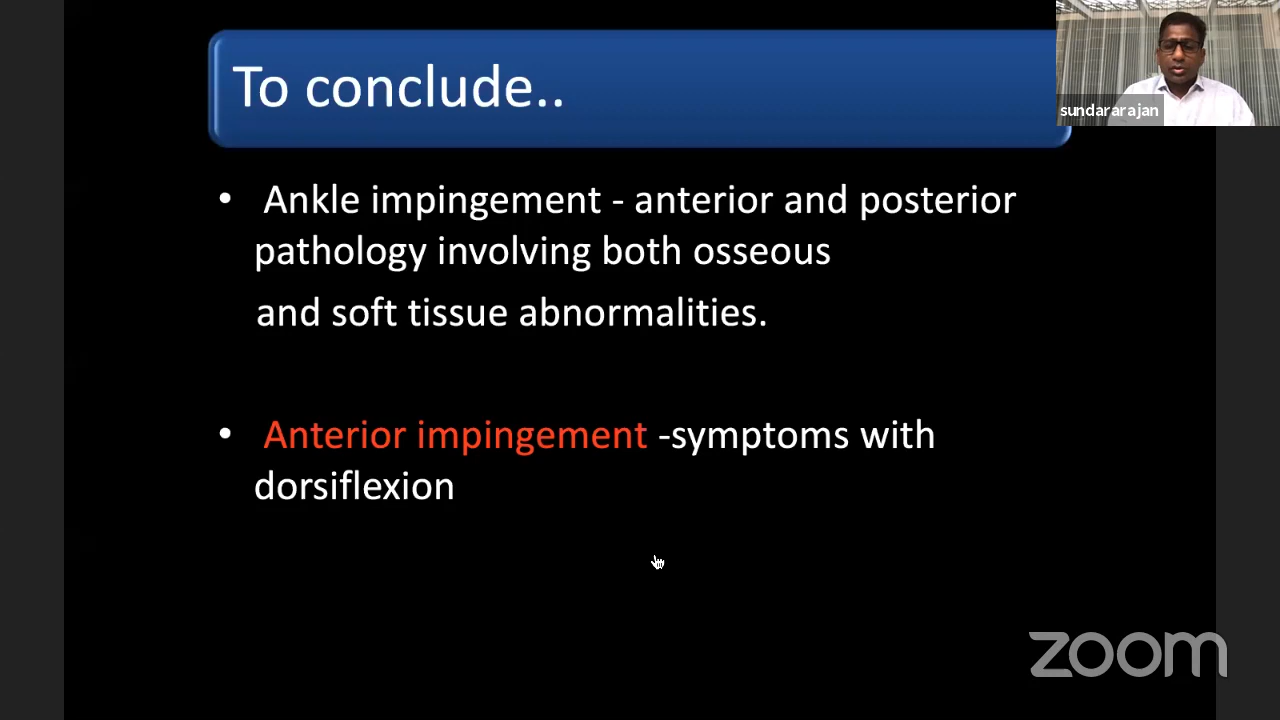 To conclude..
sundararajan
• Ankle impingement - anterior and posterior
pathology involving both osseous
and soft tissue abnormalities.
• Anterior impingement -symptoms with
dorsiflexion
zoom